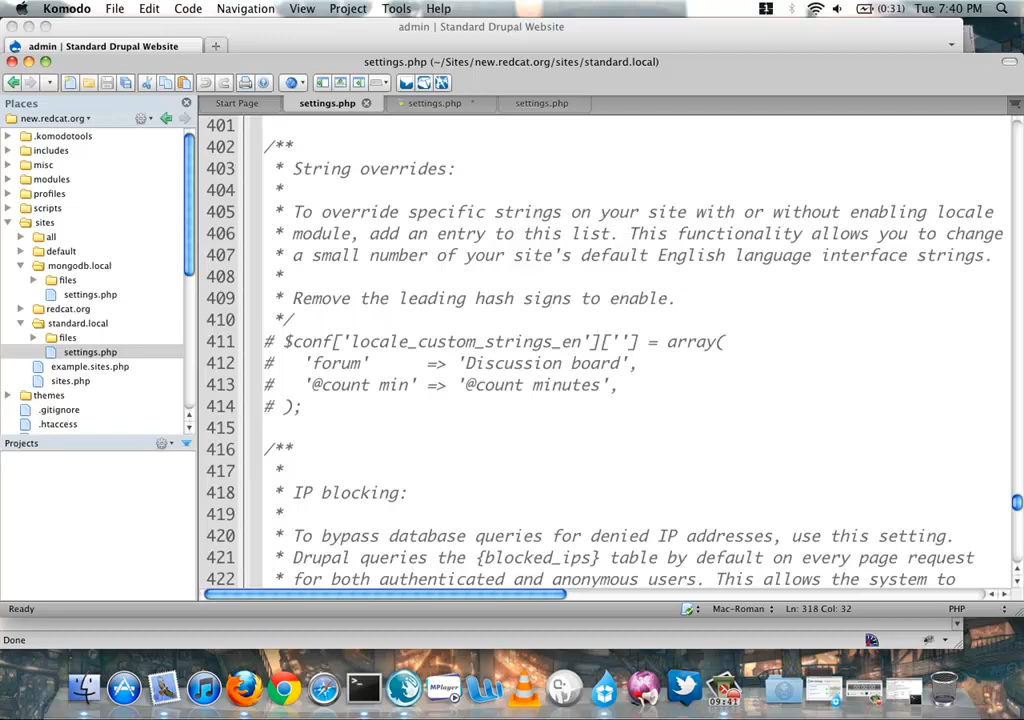 Komodo File Edit Code Navigation View Project Tools Help (0:31) Tue 7:40 PM
admin | Standard Drupal Website
admin | Standard Drupal Website
settings.php (~/Sites/new.redcat.org/sites/standard.local)
Places
Start Page settings.php settings.php * settings.php
new.redcat.org
.komodotools
includes
misc
modules
profiles
scripts
sites
all
default
mongodb.local
files
settings.php
redcat.org
standard.local
files
settings.php
example.sites.php
sites.php
themes
.gitignore
.htaccess
Projects
401
402 /**
403 * String overrides:
404 *
405 * To override specific strings on your site with or without enabling locale
406 * module, add an entry to this list. This functionality allows you to change
407 * a small number of your site's default English language interface strings.
408 *
409 * Remove the leading hash signs to enable.
410 */
411 # $conf['locale_custom_strings_en'][''] = array(
412 #   'forum'      => 'Discussion board',
413 #   '@count min' => '@count minutes',
414 # );
415
416 /**
417 *
418 * IP blocking:
419 *
420 * To bypass database queries for denied IP addresses, use this setting.
421 * Drupal queries the {blocked_ips} table by default on every page request
422 * for both authenticated and anonymous users. This allows the system to
Ready Mac-Roman Ln: 318 Col: 32 PHP
Done
MPlayer
09:41